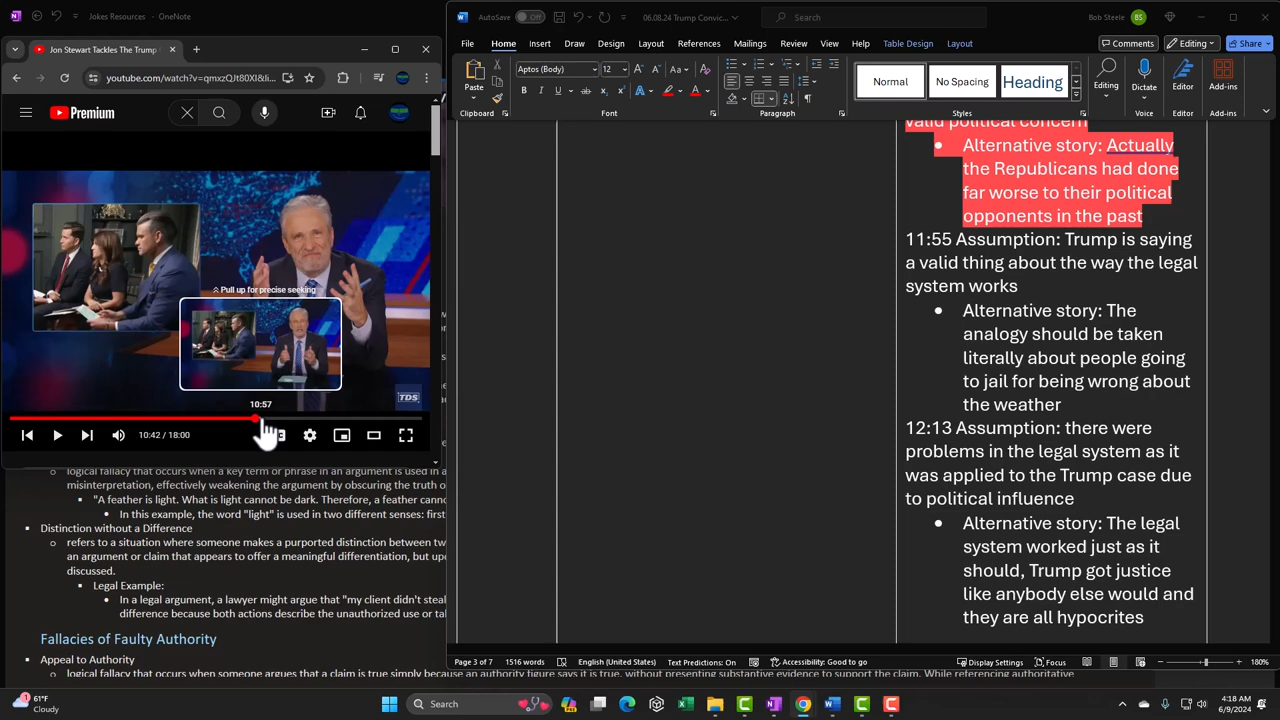 Jokes Resources - OneNote
Jon Stewart Tackles The Trump
youtube.com/watch?v=qmxzQJt80XI&li...
Premium
Pull up for precise seeking
TDS
10:57
10:42 / 18:00
logical fallacy that occurs when a key term or phrase in an argument is used in a
misinterpretation, effectively weakening the argument by obscuring the truth
"A feather is light. What is light cannot be dark. Therefore, a feather cannot
In this example, the word "light" is used in two different senses: first
Distinction without a Difference
refers to a situation where someone makes a purported distinction between tw
an argument or claim that appears to offer a meaningful differentiation, but upo
discussed.
Legal Example:
In a legal argument, a lawyer might argue that "my client didn't steal
difference because both actions describe the unauthorized use or tak
Fallacies of Faulty Authority
Appeal to Authority
logical fallacy that occurs when someone argues that a claim is true simply because an authority figure says it is true, without presenting substantive evidence to support the claim. While referencing authoritative
AutoSave Off
06.08.24 Trump Convic...
Search
Bob Steele BS
File Home Insert Draw Design Layout References Mailings Review View Help Table Design Layout
Comments Editing Share
Paste
Aptos (Body) 12
Normal No Spacing Heading
Editing Dictate Editor Add-ins
Clipboard Font Paragraph Styles Voice Editor Add-ins
valid political concern
Alternative story: Actually
the Republicans had done
far worse to their political
opponents in the past
11:55 Assumption: Trump is saying
a valid thing about the way the legal
system works
Alternative story: The
analogy should be taken
literally about people going
to jail for being wrong about
the weather
12:13 Assumption: there were
problems in the legal system as it
was applied to the Trump case due
to political influence
Alternative story: The legal
system worked just as it
should, Trump got justice
like anybody else would and
they are all hypocrites
Page 3 of 7 1516 words English (United States) Text Predictions: On Accessibility: Good to go Display Settings Focus 180%
61°F
Cloudy
Search
4:18 AM
6/9/2024